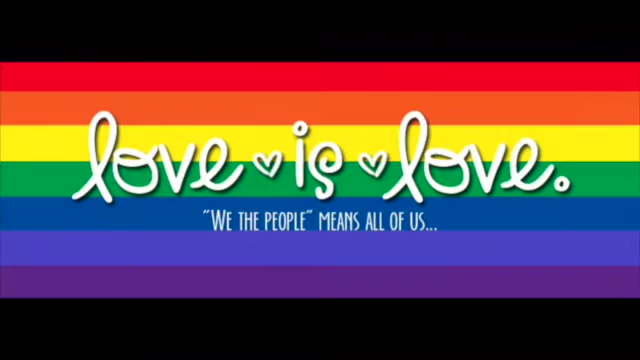 love ♡ is ♡ love.
"WE THE PEOPLE" MEANS ALL OF US...